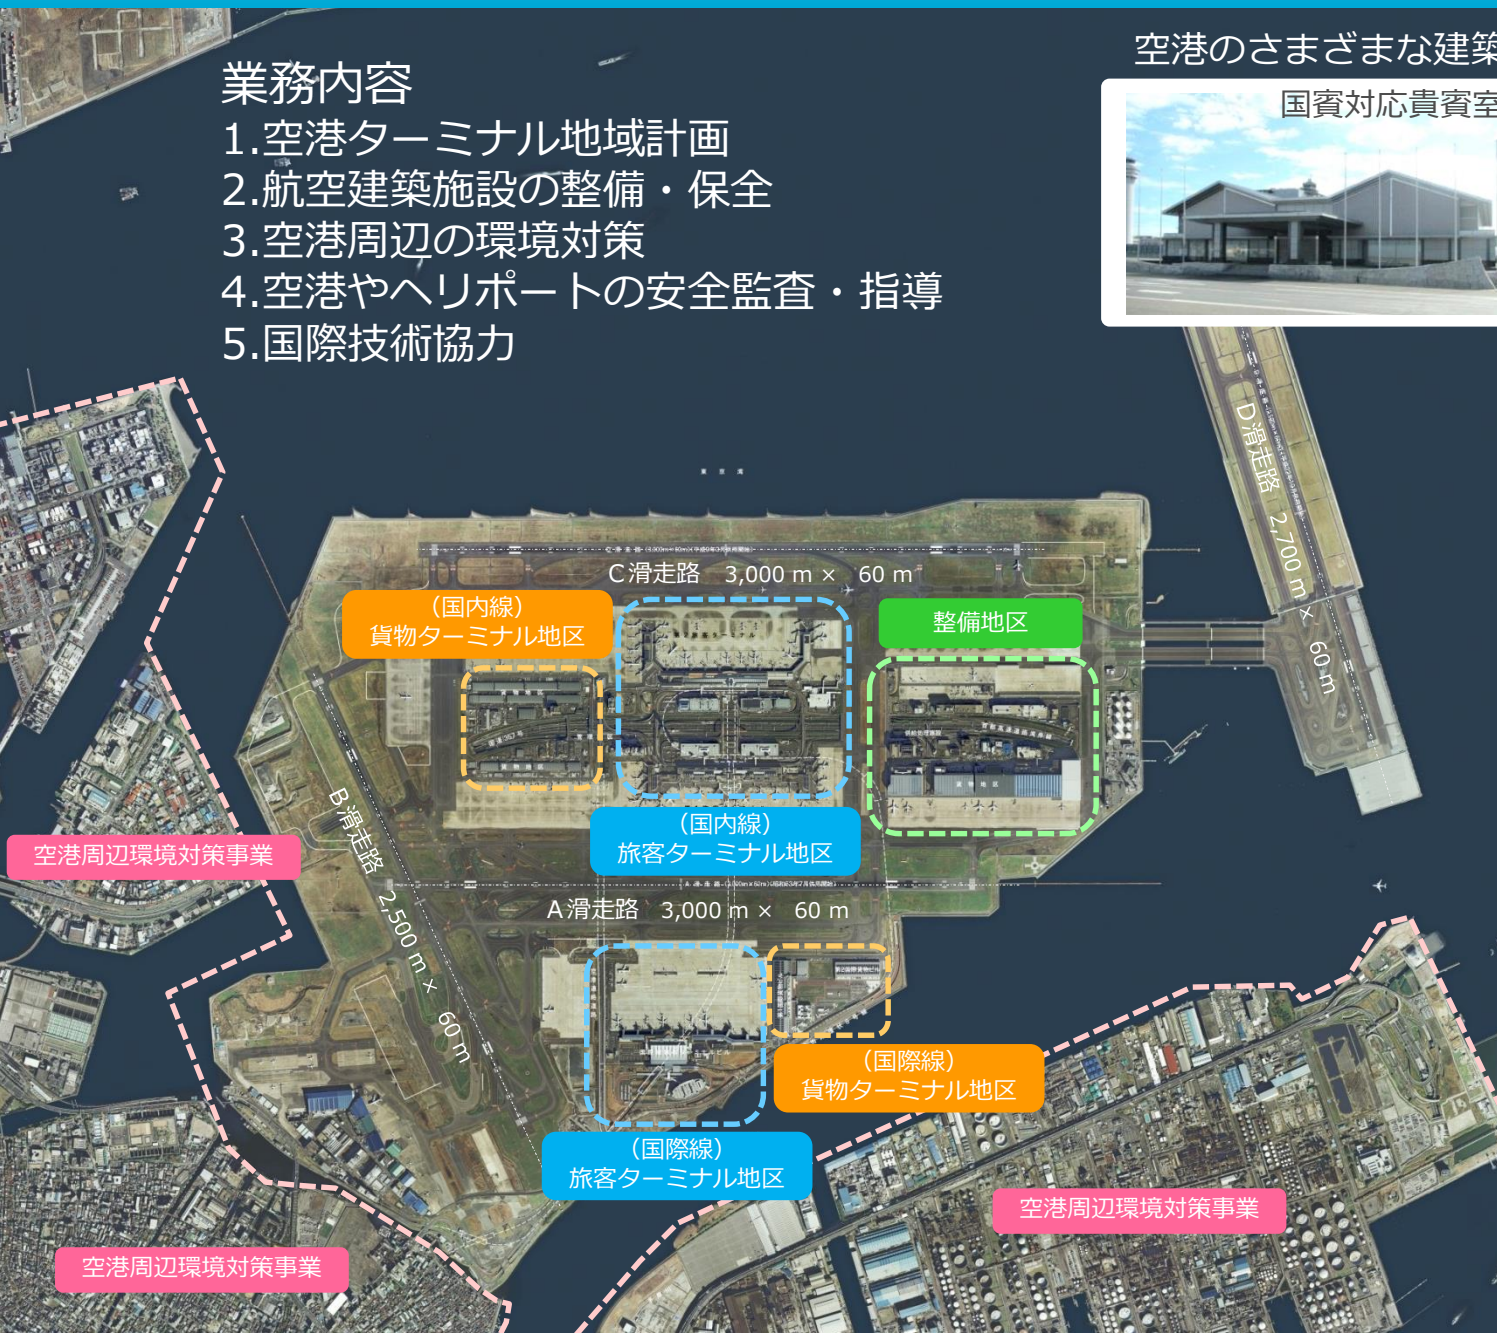 業務内容
1.空港ターミナル地域計画
2.航空建築施設の整備・保全
3.空港周辺の環境対策
4.空港やヘリポートの安全監査・指導
5.国際技術協力
空港のさまざまな建築
国賓対応貴賓室
D滑走路 2,700 m × 60 m
東京湾
C滑走路 3,000 m × 60 m
（国内線）
貨物ターミナル地区
整備地区
（国内線）
旅客ターミナル地区
B滑走路 2,500 m × 60 m
空港周辺環境対策事業
A滑走路 3,000 m × 60 m
（国際線）
貨物ターミナル地区
（国際線）
旅客ターミナル地区
空港周辺環境対策事業
空港周辺環境対策事業